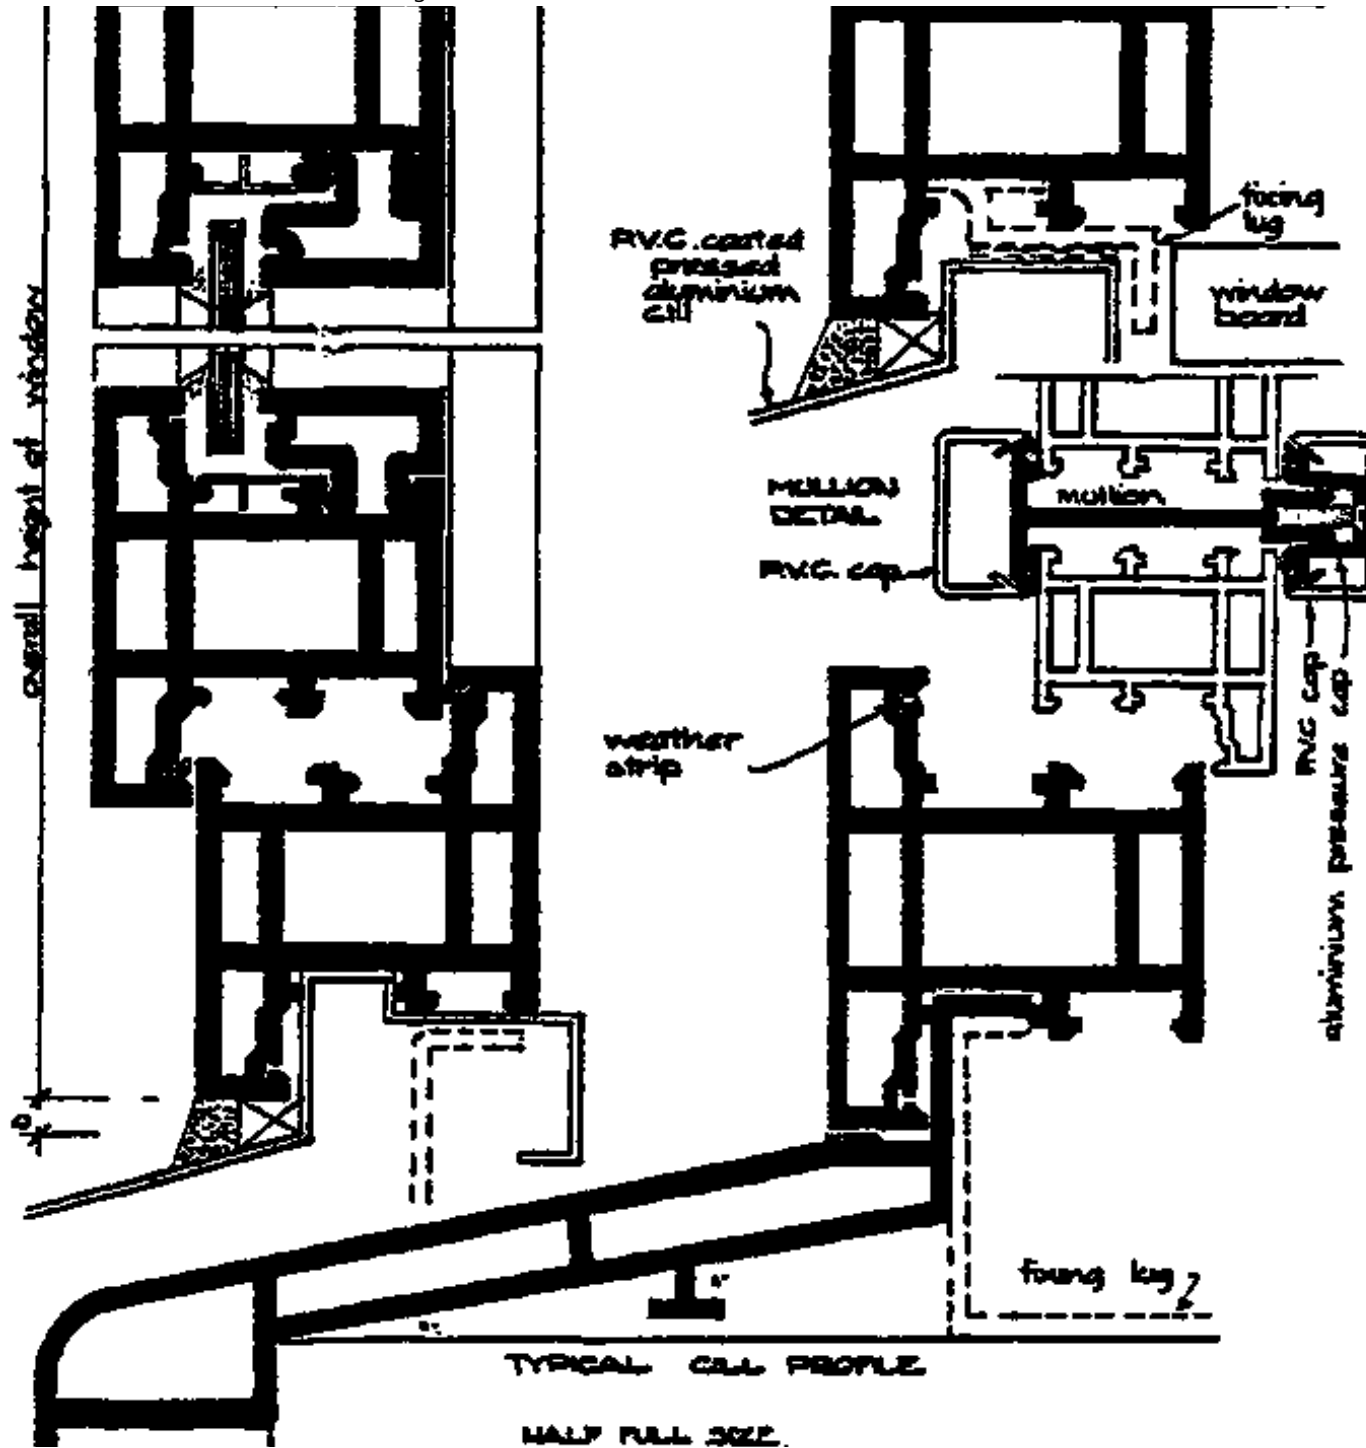 overall height of window
P.V.C. coated
pressed
aluminium
cill
fixing
lug
window
board
MULLION
DETAIL
mullion
P.V.C. cap
weather
strip
P.V.C. cap
aluminium pressure cap
fixing lug
TYPICAL CILL PROFILE
HALF FULL SIZE